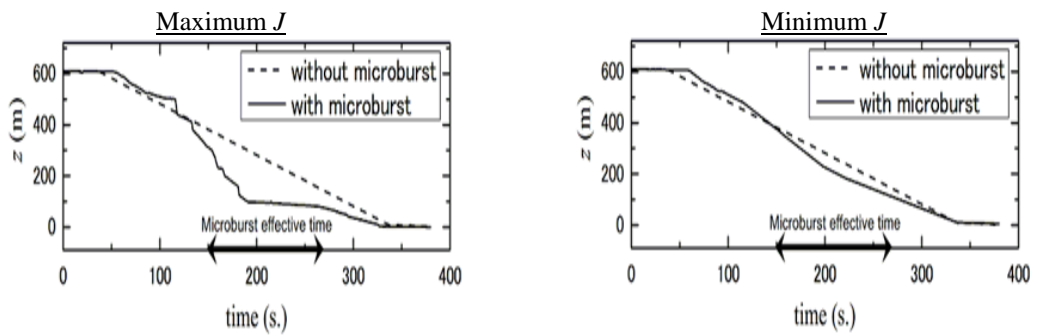 Maximum J
600
400
200
0
z (m)
without microburst
with microburst
Microburst effective time
0 100 200 300 400
time (s.)
Minimum J
600
400
200
0
z (m)
without microburst
with microburst
Microburst effective time
0 100 200 300 400
time (s.)